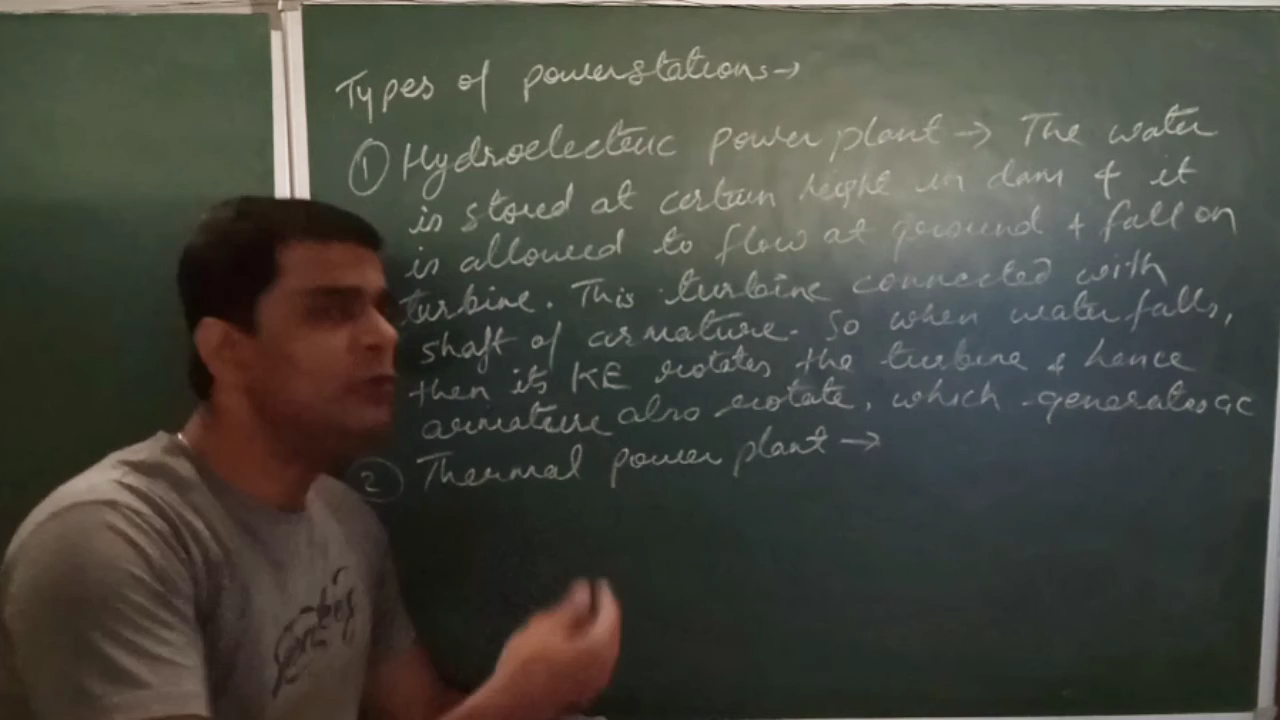 Types of powerstations→
① Hydroelectric power plant → The water
is stored at certain height in dam & it
is allowed to flow at ground & fall on
turbine. This turbine connected with
shaft of armature. So when water falls,
then its KE rotates the turbine & hence
armature also rotate, which generates ac
② Thermal power plant →